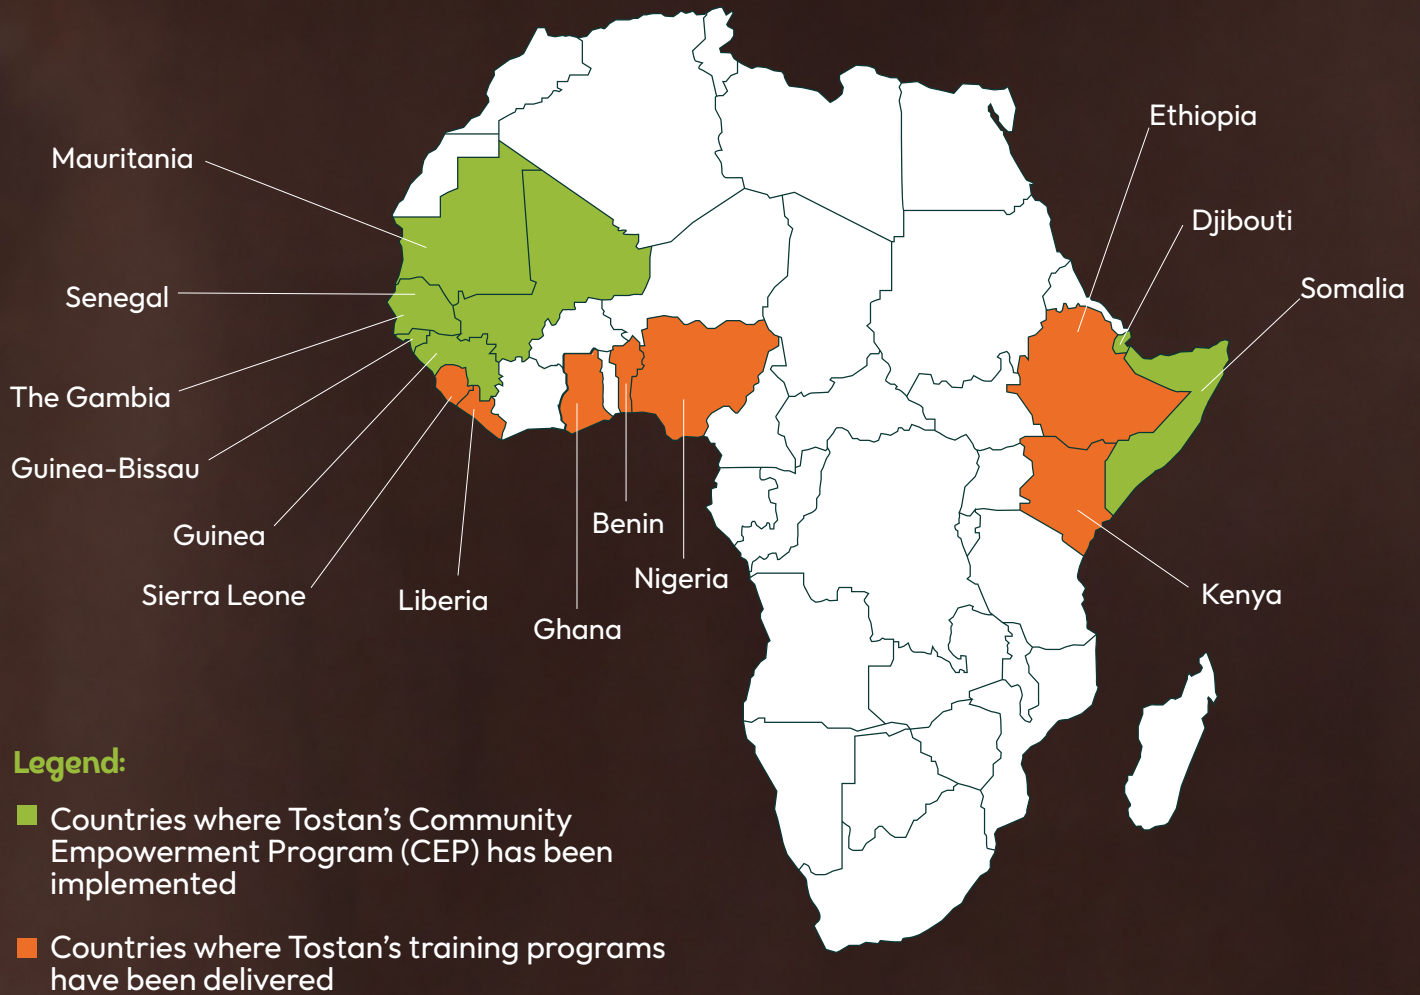 Mauritania
Senegal
The Gambia
Guinea-Bissau
Guinea
Sierra Leone
Liberia
Ghana
Benin
Nigeria
Ethiopia
Djibouti
Somalia
Kenya
Legend:
Countries where Tostan's Community
Empowerment Program (CEP) has been
implemented
Countries where Tostan's training programs
have been delivered